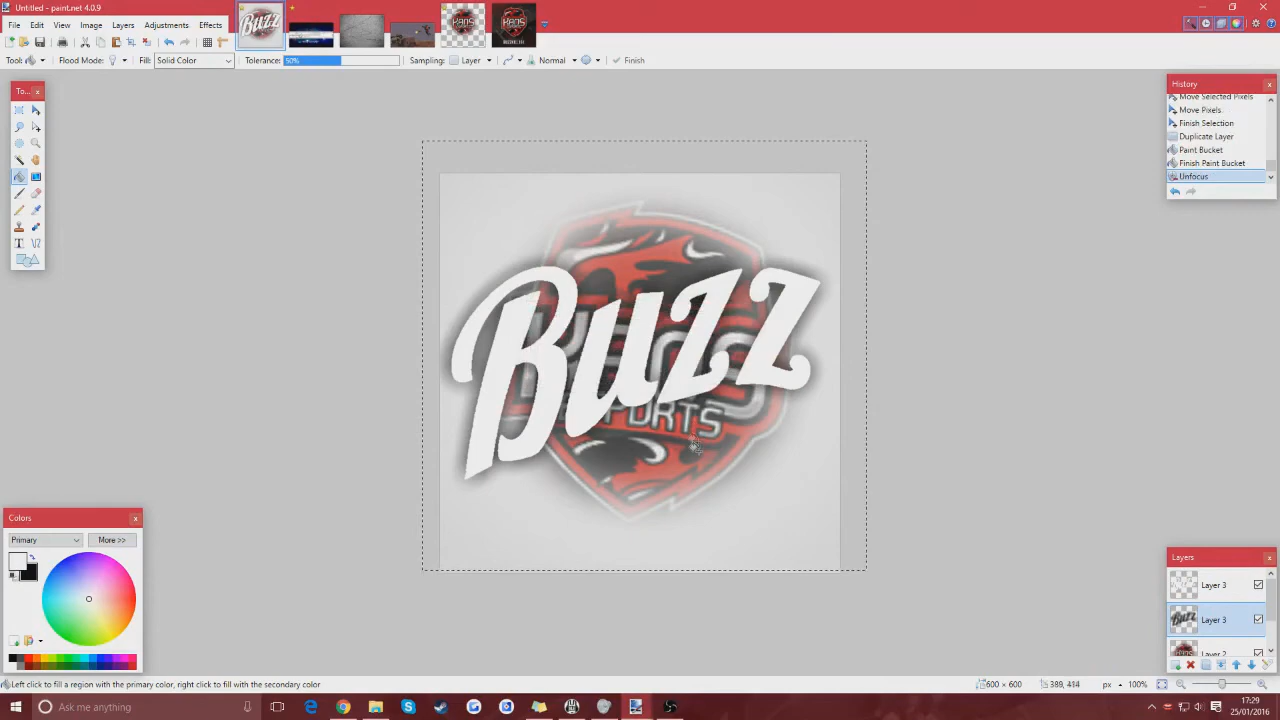 Untitled - paint.net 4.0.9
File Edit View Image Layers Adjustments Effects
Tool: Flood Mode: Fill: Solid Color Tolerance: 50% Sampling: Layer Normal Finish
To...
History
Move Selected Pixels
Move Pixels
Finish Selection
Duplicate Layer
Paint Bucket
Finish Paint Bucket
Unfocus
Buzz
SPORTS
Colors
Primary More >>
Layers
Layer 3
Layer 3
Layer 2
Left click to fill a region with the primary color, right click to fill with the secondary color
600 × 600 389, 414 px 100%
Ask me anything
17:29
25/01/2016